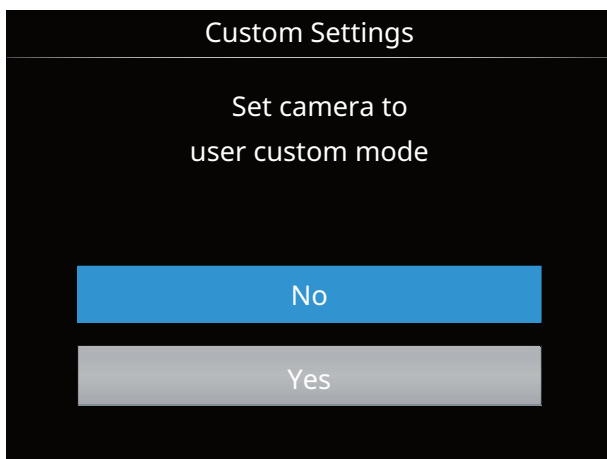 Custom Settings
Set camera to
user custom mode
No
Yes